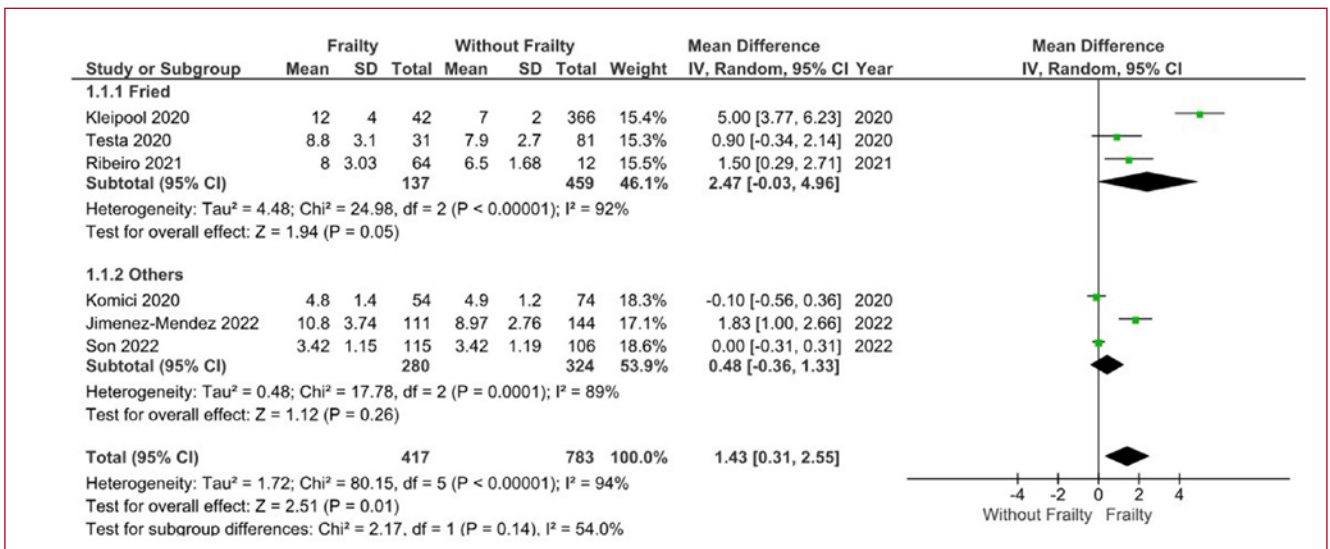 Frailty Without Frailty Mean Difference Mean Difference
Study or Subgroup Mean SD Total Mean SD Total Weight IV, Random, 95% CI Year IV, Random, 95% CI
1.1.1 Fried
Kleipool 2020 12 4 42 7 2 366 15.4% 5.00 [3.77, 6.23] 2020
Testa 2020 8.8 3.1 31 7.9 2.7 81 15.3% 0.90 [-0.34, 2.14] 2020
Ribeiro 2021 8 3.03 64 6.5 1.68 12 15.5% 1.50 [0.29, 2.71] 2021
Subtotal (95% CI) 137 459 46.1% 2.47 [-0.03, 4.96]
Heterogeneity: Tau² = 4.48; Chi² = 24.98, df = 2 (P < 0.00001); I² = 92%
Test for overall effect: Z = 1.94 (P = 0.05)
1.1.2 Others
Komici 2020 4.8 1.4 54 4.9 1.2 74 18.3% -0.10 [-0.56, 0.36] 2020
Jimenez-Mendez 2022 10.8 3.74 111 8.97 2.76 144 17.1% 1.83 [1.00, 2.66] 2022
Son 2022 3.42 1.15 115 3.42 1.19 106 18.6% 0.00 [-0.31, 0.31] 2022
Subtotal (95% CI) 280 324 53.9% 0.48 [-0.36, 1.33]
Heterogeneity: Tau² = 0.48; Chi² = 17.78, df = 2 (P = 0.0001); I² = 89%
Test for overall effect: Z = 1.12 (P = 0.26)
Total (95% CI) 417 783 100.0% 1.43 [0.31, 2.55]
Heterogeneity: Tau² = 1.72; Chi² = 80.15, df = 5 (P < 0.00001); I² = 94%
Test for overall effect: Z = 2.51 (P = 0.01)
Test for subgroup differences: Chi² = 2.17, df = 1 (P = 0.14), I² = 54.0%
-4 -2 0 2 4
Without Frailty Frailty